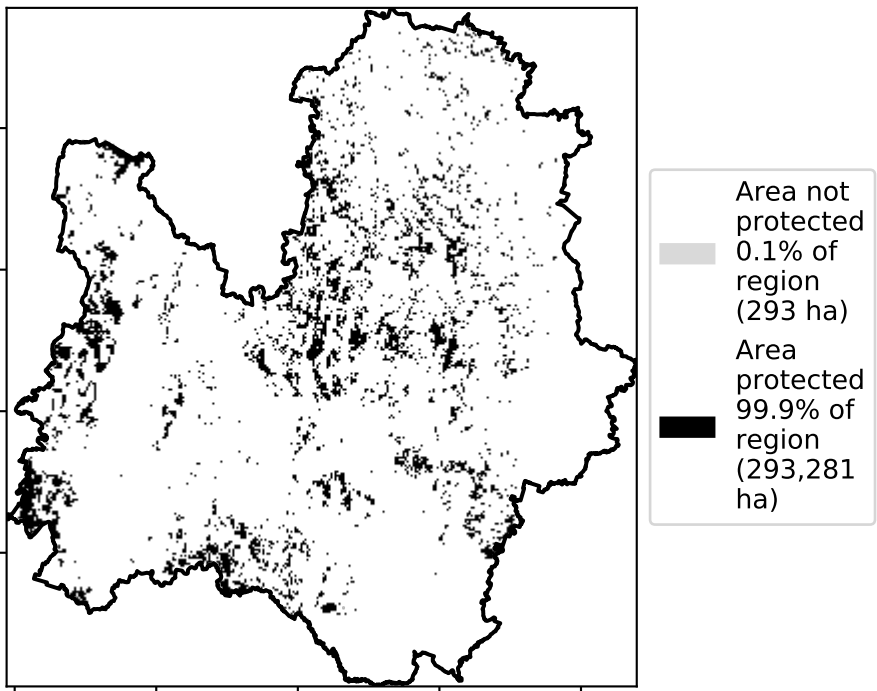 Area not
protected
0.1% of
region
(293 ha)
Area
protected
99.9% of
region
(293,281
ha)